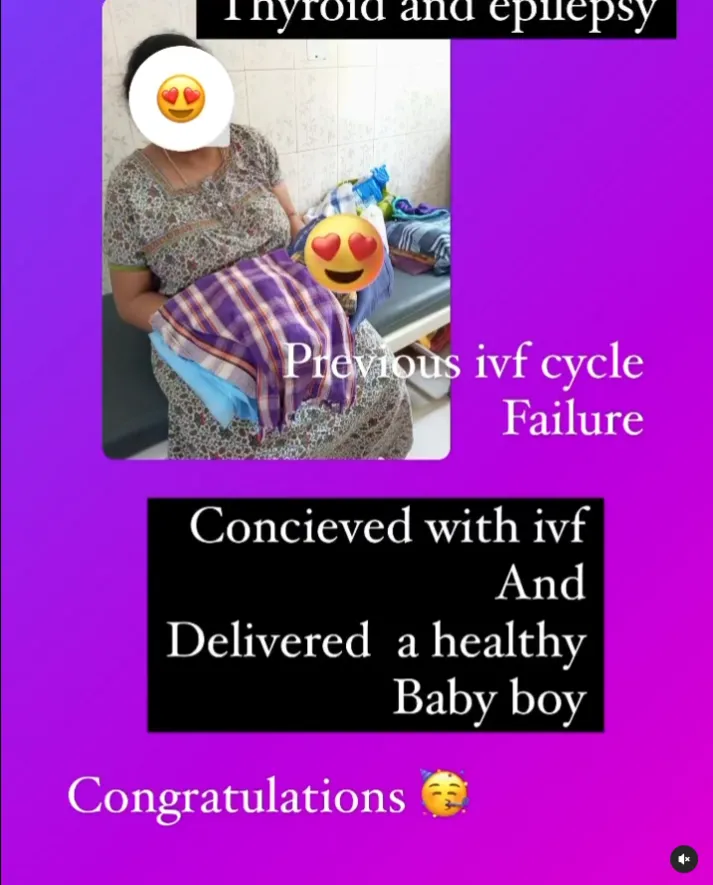 Thyroid and epilepsy
Previous ivf cycle
Failure
Concieved with ivf
And
Delivered a healthy
Baby boy
Congratulations 🥳